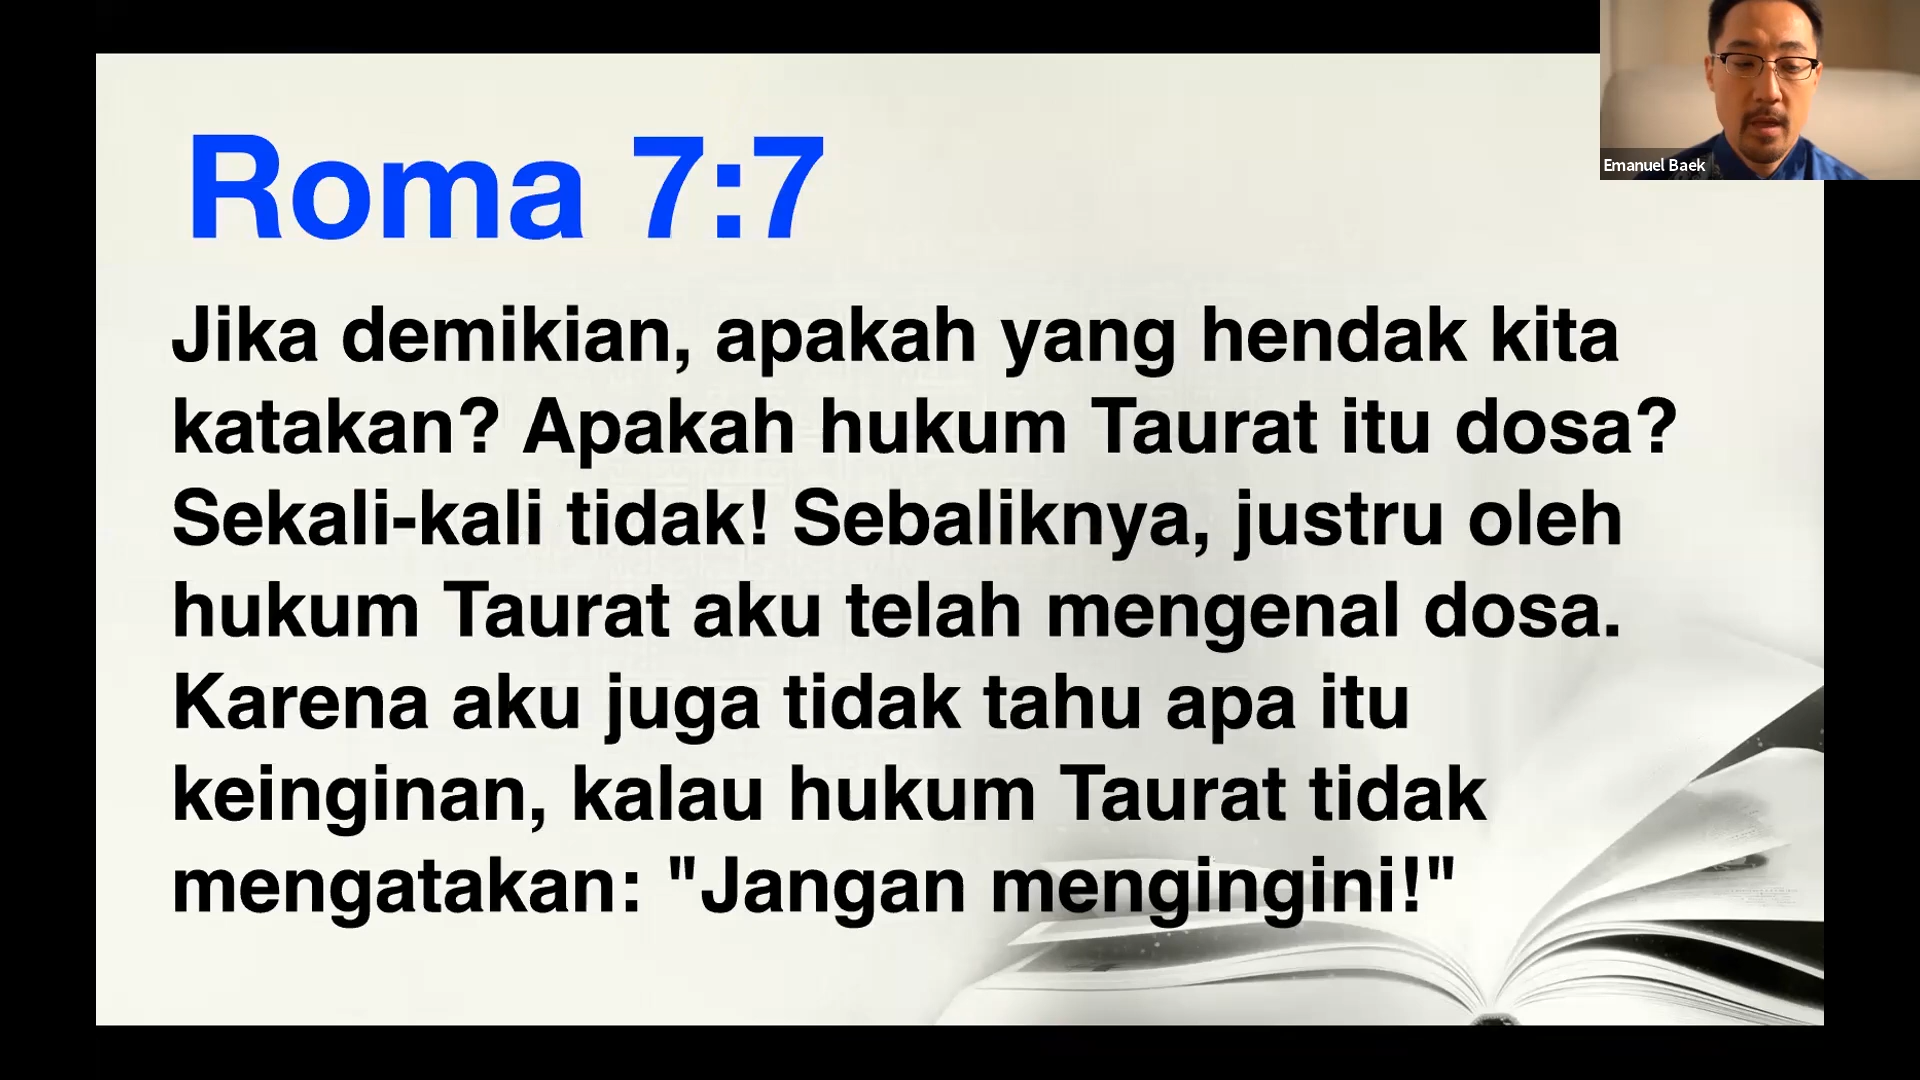 Roma 7:7
Jika demikian, apakah yang hendak kita
katakan? Apakah hukum Taurat itu dosa?
Sekali-kali tidak! Sebaliknya, justru oleh
hukum Taurat aku telah mengenal dosa.
Karena aku juga tidak tahu apa itu
keinginan, kalau hukum Taurat tidak
mengatakan: "Jangan mengingini!"
Emanuel Baek